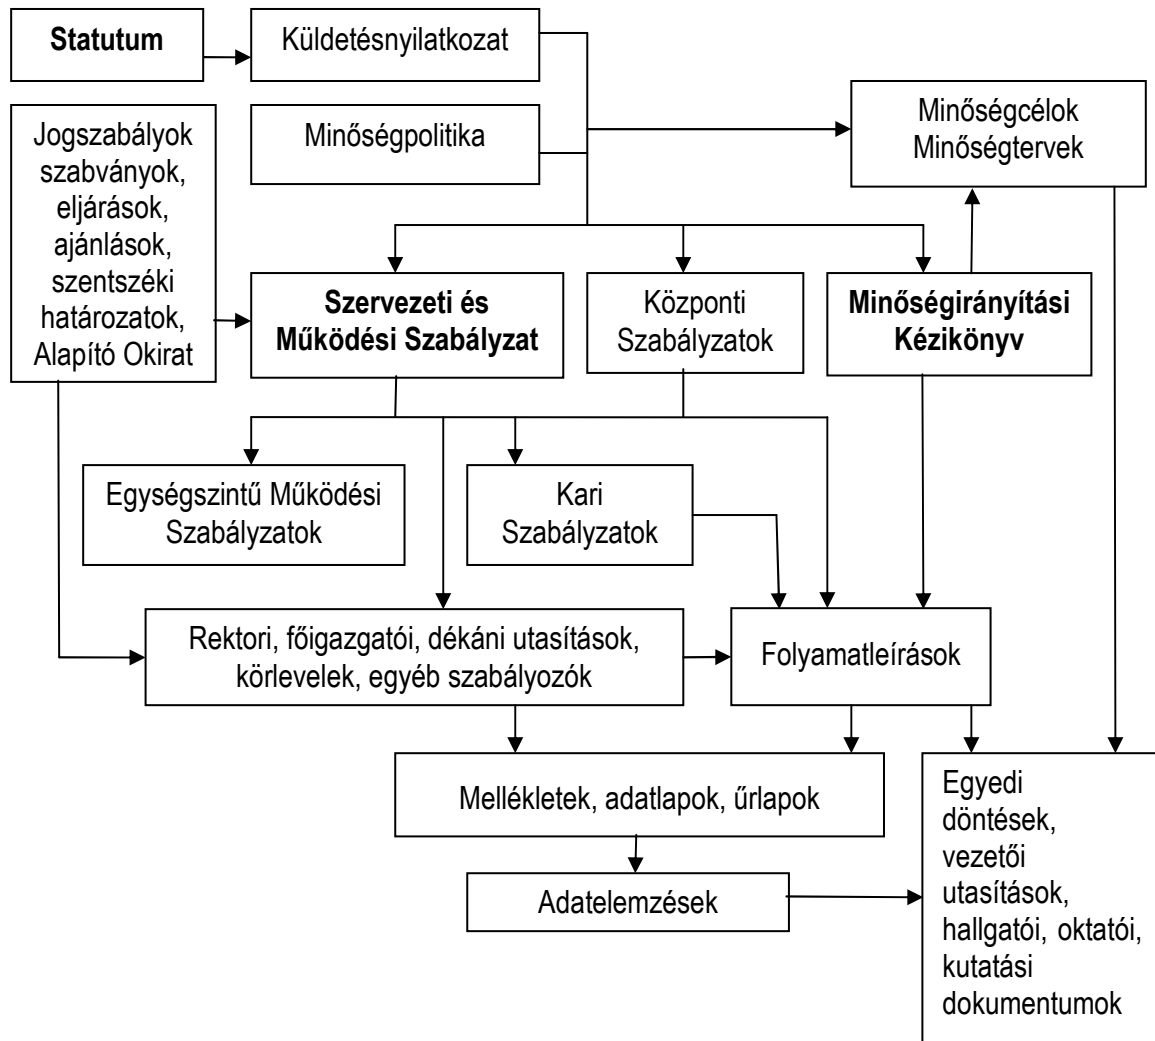 Statutum
Küldetésnyilatkozat
Jogszabályok
szabványok,
eljárások,
ajánlások,
szentszéki
határozatok,
Alapító Okirat
Minőségpolitika
Minőségcélok
Minőségtervek
Szervezeti és
Működési Szabályzat
Központi
Szabályzatok
Minőségirányítási
Kézikönyv
Egységszintű Működési
Szabályzatok
Kari
Szabályzatok
Rektori, főigazgatói, dékáni utasítások,
körlevelek, egyéb szabályozók
Folyamatleírások
Mellékletek, adatlapok, űrlapok
Adatelemzések
Egyedi
döntések,
vezetői
utasítások,
hallgatói, oktatói,
kutatási
dokumentumok